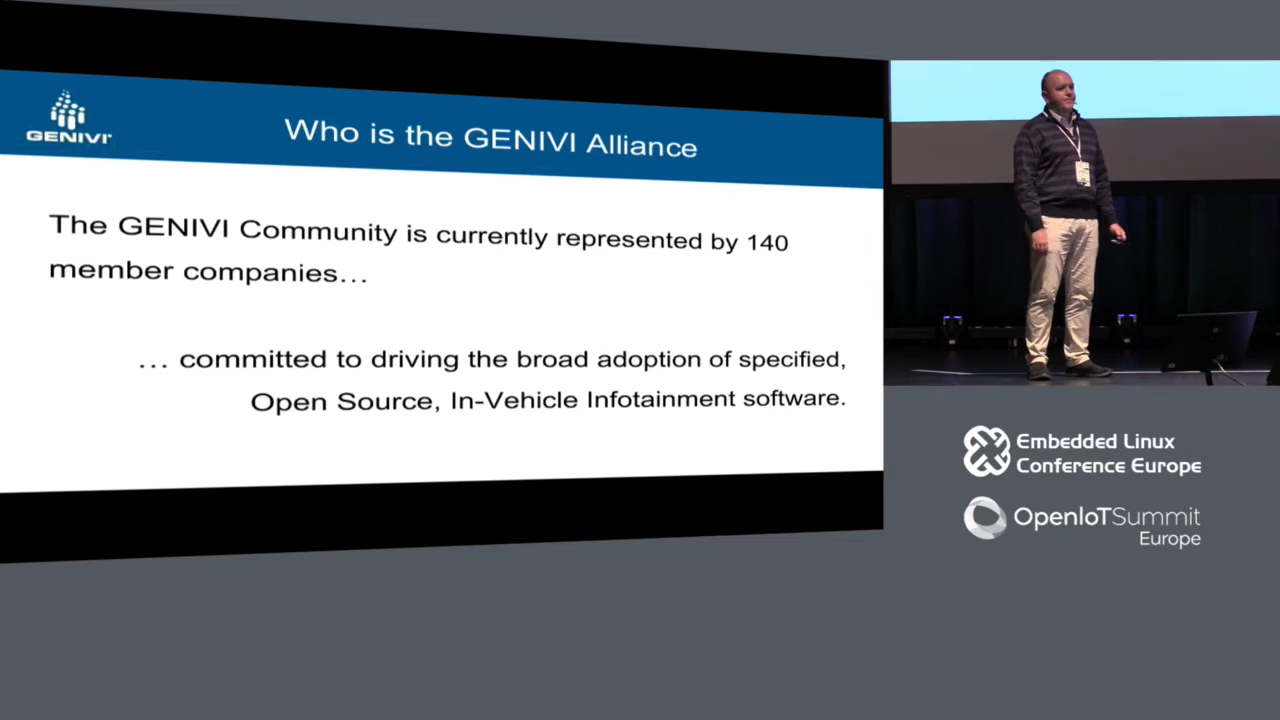 GENIVI
Who is the GENIVI Alliance
The GENIVI Community is currently represented by 140
member companies…
… committed to driving the broad adoption of specified,
Open Source, In-Vehicle Infotainment software.
Embedded Linux
Conference Europe
OpenIoTSummit
Europe